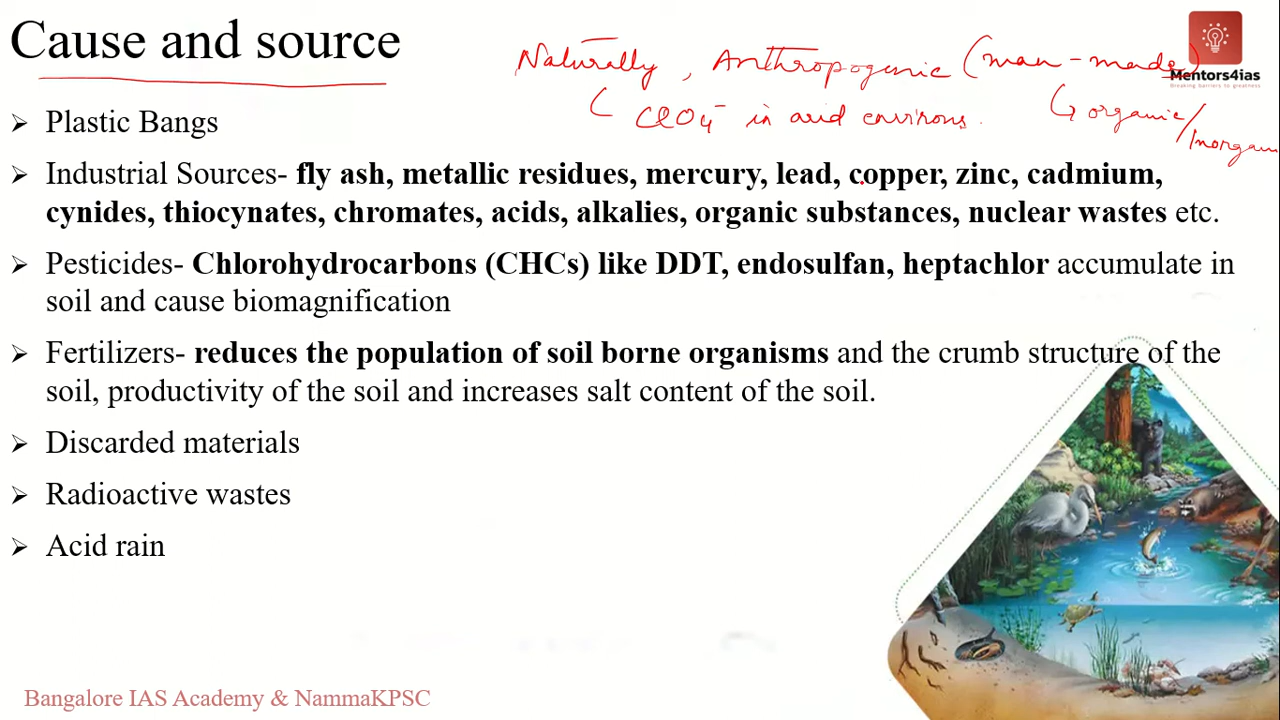 Cause and source
Naturally, Anthropogenic (man-made)
ClO4⁻ in arid environs.
organic/
Mentors4ias
Breaking barriers to greatness
➢ Plastic Bangs
➢ Industrial Sources- fly ash, metallic residues, mercury, lead, copper, zinc, cadmium,
cynides, thiocynates, chromates, acids, alkalies, organic substances, nuclear wastes etc.
➢ Pesticides- Chlorohydrocarbons (CHCs) like DDT, endosulfan, heptachlor accumulate in
soil and cause biomagnification
➢ Fertilizers- reduces the population of soil borne organisms and the crumb structure of the
soil, productivity of the soil and increases salt content of the soil.
➢ Discarded materials
➢ Radioactive wastes
➢ Acid rain
Bangalore IAS Academy & NammaKPSC